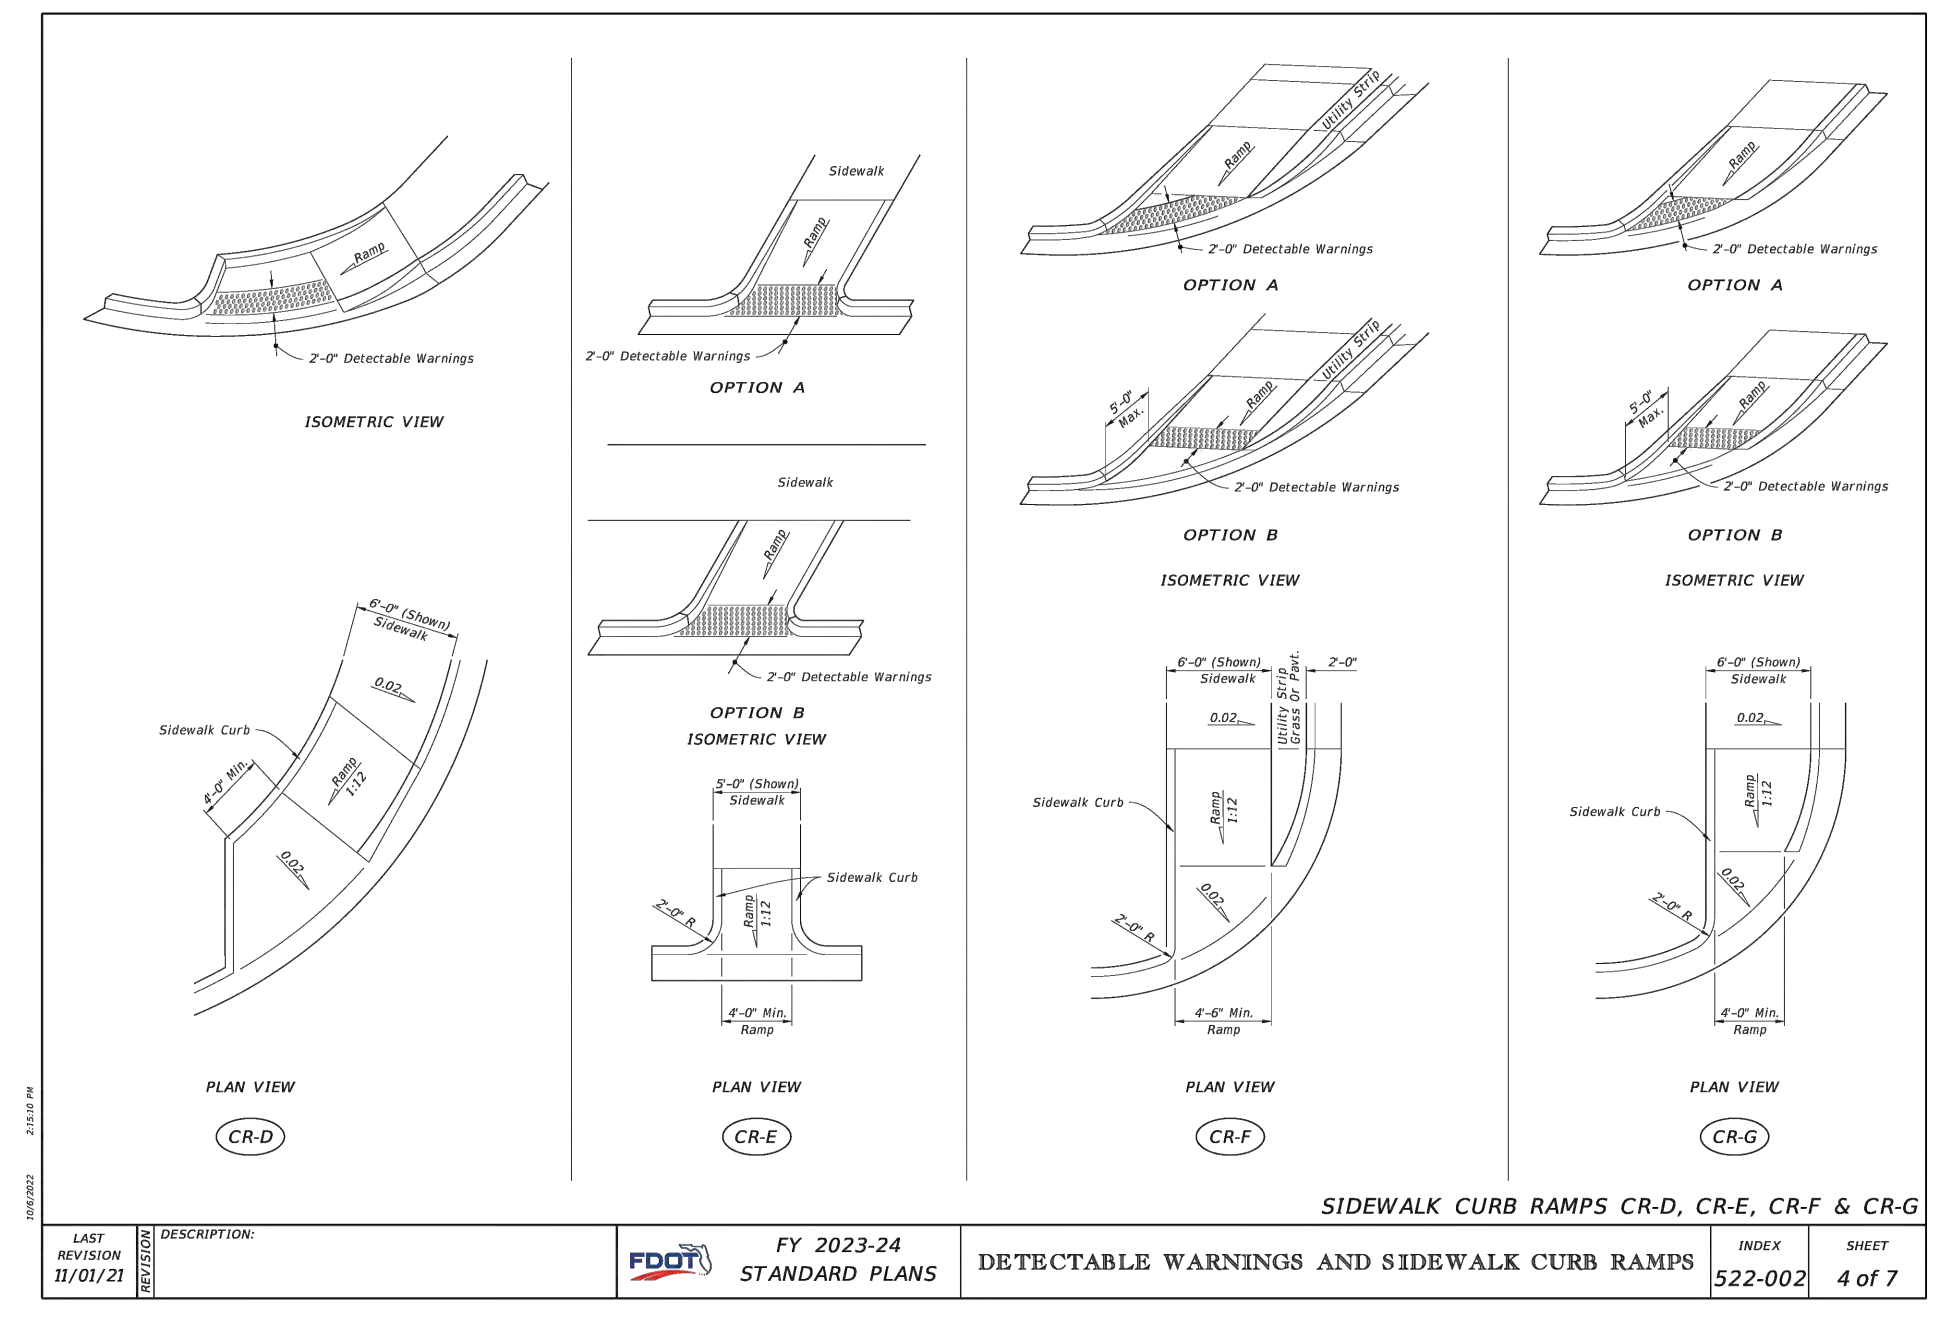 Ramp
2'-0" Detectable Warnings
ISOMETRIC VIEW
6'-0" (Shown)
Sidewalk
0.02
Sidewalk Curb
4'-0" Min.
Ramp
1:12
0.02
PLAN VIEW
CR-D
Sidewalk
Ramp
2'-0" Detectable Warnings
OPTION A
Sidewalk
Ramp
2'-0" Detectable Warnings
OPTION B
ISOMETRIC VIEW
5'-0" (Shown)
Sidewalk
Sidewalk Curb
2'-0" R
Ramp
1:12
4'-0" Min.
Ramp
PLAN VIEW
CR-E
Utility Strip
Ramp
2'-0" Detectable Warnings
OPTION A
Utility Strip
5'-0"
Max.
Ramp
2'-0" Detectable Warnings
OPTION B
ISOMETRIC VIEW
6'-0" (Shown)
Sidewalk
Utility Strip
Grass Or Pavt.
2'-0"
0.02
Sidewalk Curb
Ramp
1:12
0.02
2'-0" R
4'-6" Min.
Ramp
PLAN VIEW
CR-F
Ramp
2'-0" Detectable Warnings
OPTION A
5'-0"
Max.
Ramp
2'-0" Detectable Warnings
OPTION B
ISOMETRIC VIEW
6'-0" (Shown)
Sidewalk
0.02
Sidewalk Curb
Ramp
1:12
0.02
2'-0" R
4'-0" Min.
Ramp
PLAN VIEW
CR-G
10/6/2022 2:15:10 PM
SIDEWALK CURB RAMPS CR-D, CR-E, CR-F & CR-G
LAST
REVISION
11/01/21
REVISION
DESCRIPTION:
FDOT
FY 2023-24
STANDARD PLANS
DETECTABLE WARNINGS AND SIDEWALK CURB RAMPS
INDEX
522-002
SHEET
4 of 7